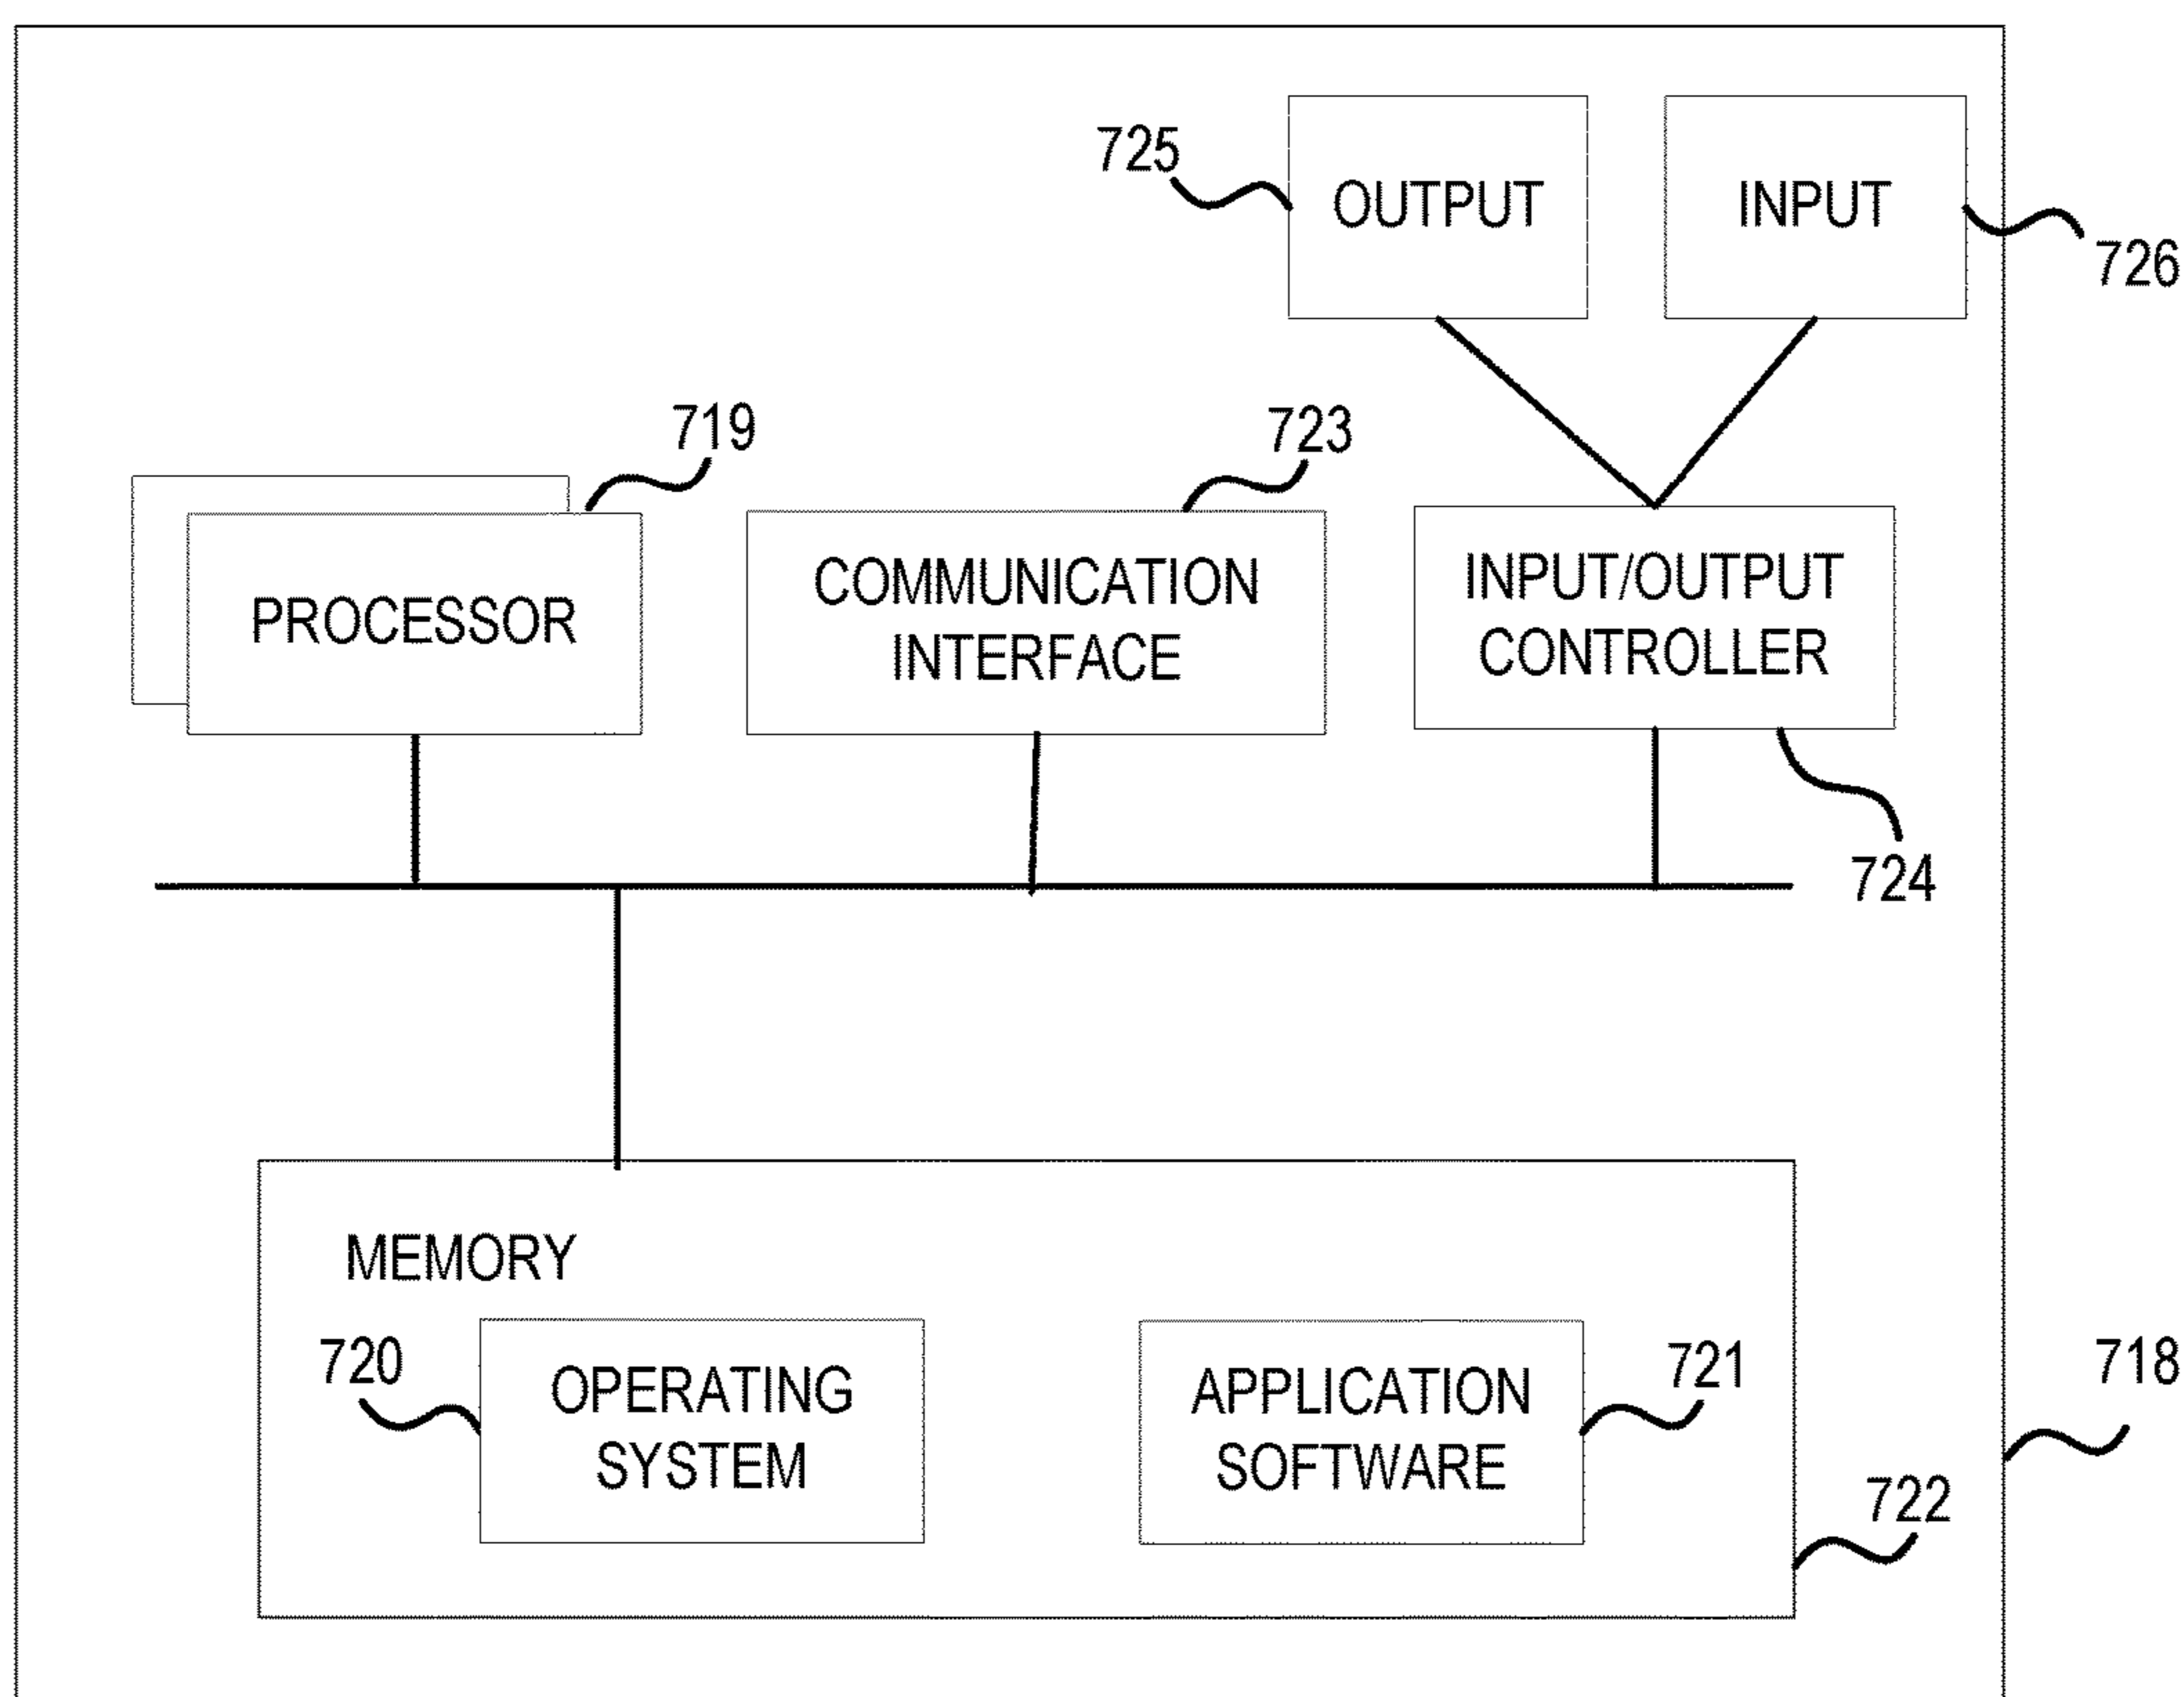 725
OUTPUT
INPUT
726
719
723
PROCESSOR
COMMUNICATION
INTERFACE
INPUT/OUTPUT
CONTROLLER
724
MEMORY
720
OPERATING
SYSTEM
APPLICATION
SOFTWARE
721
718
722